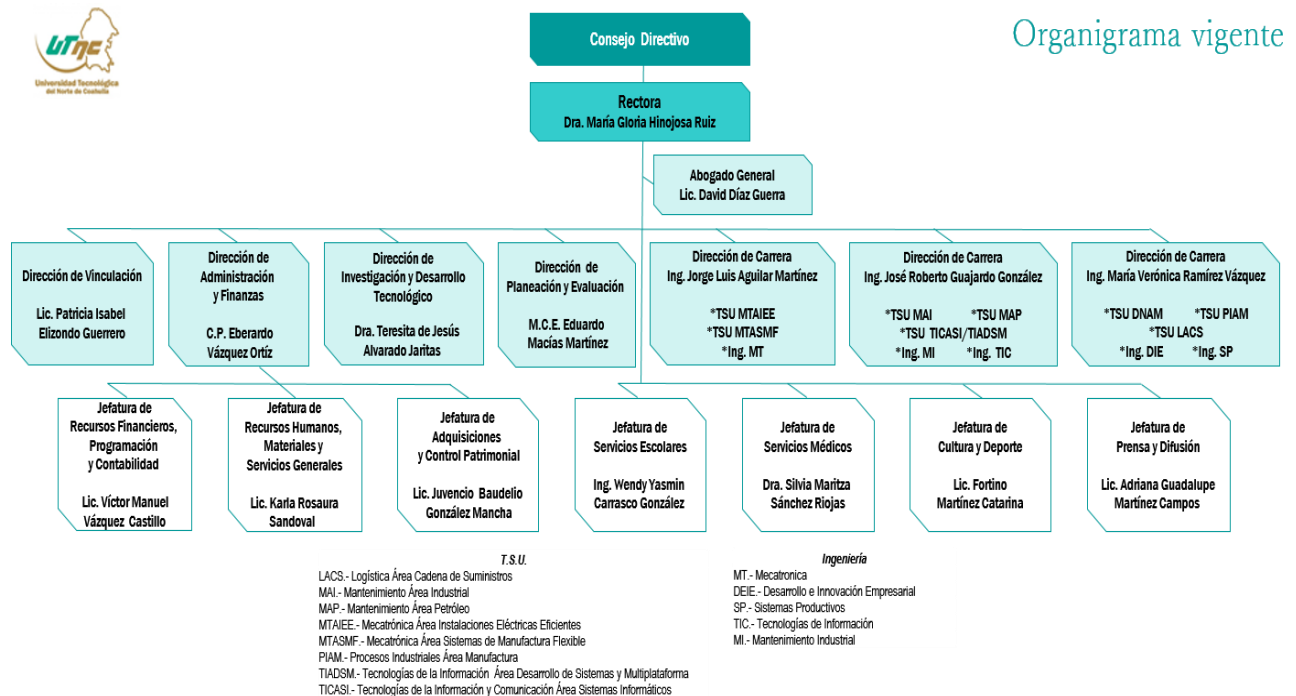 UTnc
Universidad Tecnológica
del Norte de Coahuila
Organigrama vigente
Consejo Directivo
Rectora
Dra. María Gloria Hinojosa Ruiz
Abogado General
Lic. David Díaz Guerra
Dirección de Vinculación
Lic. Patricia Isabel
Elizondo Guerrero
Dirección de
Administración
y Finanzas
C.P. Eberardo
Vázquez Ortíz
Dirección de
Investigación y Desarrollo
Tecnológico
Dra. Teresita de Jesús
Alvarado Jaritas
Dirección de
Planeación y Evaluación
M.C.E. Eduardo
Macías Martínez
Dirección de Carrera
Ing. Jorge Luis Aguilar Martínez
*TSU MTAIEE
*TSU MTASMF
*Ing. MT
Dirección de Carrera
Ing. José Roberto Guajardo González
*TSU MAI *TSU MAP
*TSU TICASI/TIADSM
*Ing. MI *Ing. TIC
Dirección de Carrera
Ing. María Verónica Ramírez Vázquez
*TSU DNAM *TSU PIAM
*TSU LACS
*Ing. DIE *Ing. SP
Jefatura de
Recursos Financieros,
Programación
y Contabilidad
Lic. Víctor Manuel
Vázquez Castillo
Jefatura de
Recursos Humanos,
Materiales y
Servicios Generales
Lic. Karla Rosaura
Sandoval
Jefatura de
Adquisiciones
y Control Patrimonial
Lic. Juvencio Baudelio
González Mancha
Jefatura de
Servicios Escolares
Ing. Wendy Yasmin
Carrasco González
Jefatura de
Servicios Médicos
Dra. Silvia Maritza
Sánchez Riojas
Jefatura de
Cultura y Deporte
Lic. Fortino
Martínez Catarina
Jefatura de
Prensa y Difusión
Lic. Adriana Guadalupe
Martínez Campos
T.S.U.
LACS.- Logística Área Cadena de Suministros
MAI.- Mantenimiento Área Industrial
MAP.- Mantenimiento Área Petróleo
MTAIEE.- Mecatrónica Área Instalaciones Eléctricas Eficientes
MTASMF.- Mecatrónica Área Sistemas de Manufactura Flexible
PIAM.- Procesos Industriales Área Manufactura
TIADSM.- Tecnologías de la Información Área Desarrollo de Sistemas y Multiplataforma
TICASI.- Tecnologías de la Información y Comunicación Área Sistemas Informáticos
Ingeniería
MT.- Mecatronica
DEIE.- Desarrollo e Innovación Empresarial
SP.- Sistemas Productivos
TIC.- Tecnologías de Información
MI.- Mantenimiento Industrial